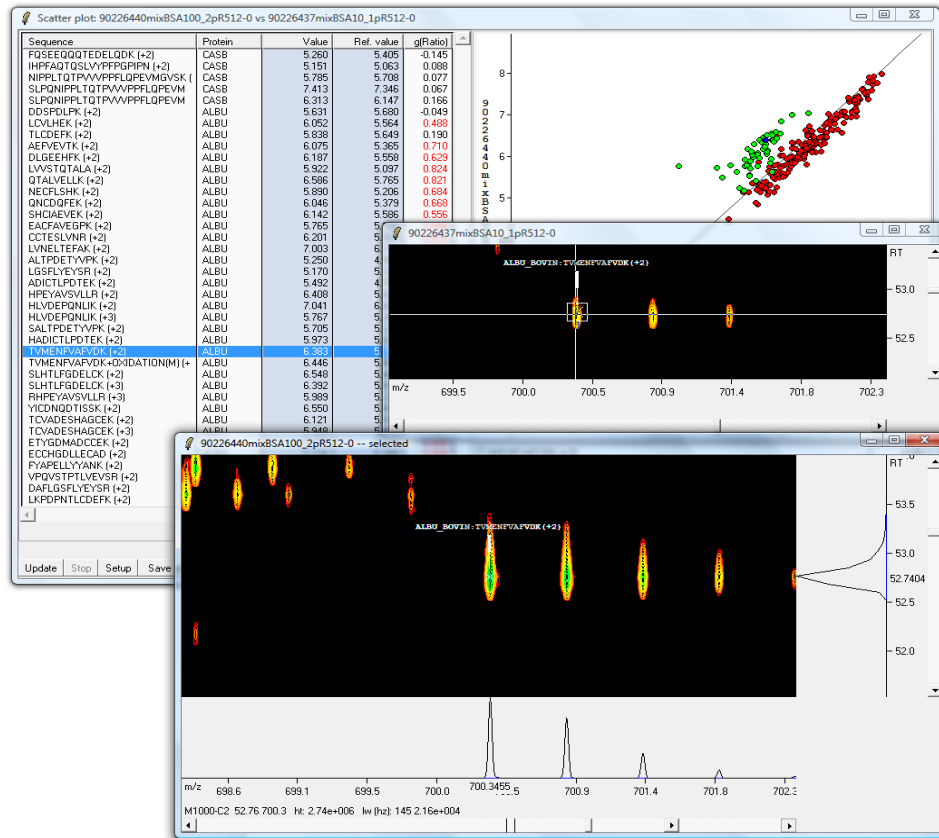 Scatter plot: 90226440mixBSA100_2pR512-0 vs 90226437mixBSA10_1pR512-0
Sequence Protein Value Ref. value g(Ratio)
FQSEEQQQTEDELQDK (+2) CASB 5.260 5.405 -0.145
IHPFAQTQSLVYPFPGPIPN (+2) CASB 5.151 5.063 0.088
NIPPLTQTPVVVPPFLQPEVMGVSK ( CASB 5.785 5.708 0.077
SLPQNIPPLTQTPVVVPPFLQPEVM CASB 7.413 7.346 0.067
SLPQNIPPLTQTPVVVPPFLQPEVM CASB 6.313 6.147 0.166
DDSPDLPK (+2) ALBU 5.631 5.680 -0.049
LCVLHEK (+2) ALBU 6.052 5.564 0.488
TLCDEFK (+2) ALBU 5.838 5.649 0.190
AEFVEVTK (+2) ALBU 6.075 5.365 0.710
DLGEEHFK (+2) ALBU 6.187 5.558 0.629
LVVSTQTALA (+2) ALBU 5.922 5.097 0.824
QTALVELLK (+2) ALBU 6.586 5.765 0.821
NECFLSHK (+2) ALBU 5.890 5.206 0.684
QNCDQFEK (+2) ALBU 6.046 5.379 0.668
SHCIAEVEK (+2) ALBU 6.142 5.586 0.556
EACFAVEGPK (+2) ALBU 5.765
CCTESLVNR (+2) ALBU 6.201
LVNELTEFAK (+2) ALBU 7.003
ALTPDETYVPK (+2) ALBU 5.250
LGSFLYEYSR (+2) ALBU 5.170
ADICTLPDTEK (+2) ALBU 5.492
HPEYAVSVLLR (+2) ALBU 6.408
HLVDEPQNLIK (+2) ALBU 7.041
HLVDEPQNLIK (+3) ALBU 5.767
SALTPDETYVPK (+2) ALBU 5.705
HADICTLPDTEK (+2) ALBU 5.973
TVMENFVAFVDK (+2) ALBU 6.383
TVMENFVAFVDK+OXIDATION(M) (+ ALBU 6.446
SLHTLFGDELCK (+2) ALBU 6.548
SLHTLFGDELCK (+3) ALBU 6.392
RHPEYAVSVLLR (+3) ALBU 5.989
YICDNQDTISSK (+2) ALBU 6.550
TCVADESHAGCEK (+2) ALBU 6.121
TCVADESHAGCEK (+3) ALBU 5.948
ETYGDMADCCEK (+2)
ECCHGDLLECAD (+2)
FYAPELLYYANK (+2)
VPQVSTPTLVEVSR (+2)
DAFLGSFLYEYSR (+2)
LKPDPNTLCDEFK (+2)
Update Stop Setup Save
8
7
6
5
90226440mixBSA
90226437mixBSA10_1pR512-0
ALBU_BOVIN:TVMENFVAFVDK(+2)
RT
53.0
52.5
m/z 699.5 700.0 700.5 701.0 701.4 701.8 702.3
90226440mixBSA100_2pR512-0 -- selected
ALBU_BOVIN:TVMENFVAFVDK(+2)
RT
53.5
53.0
52.7404
52.5
52.0
m/z 698.6 699.1 699.6 700.0 700.3455 700.9 701.4 701.8 702.3
M1000-C2 52.76 700.3 ht: 2.74e+006 lw (hz): 145 2.16e+004